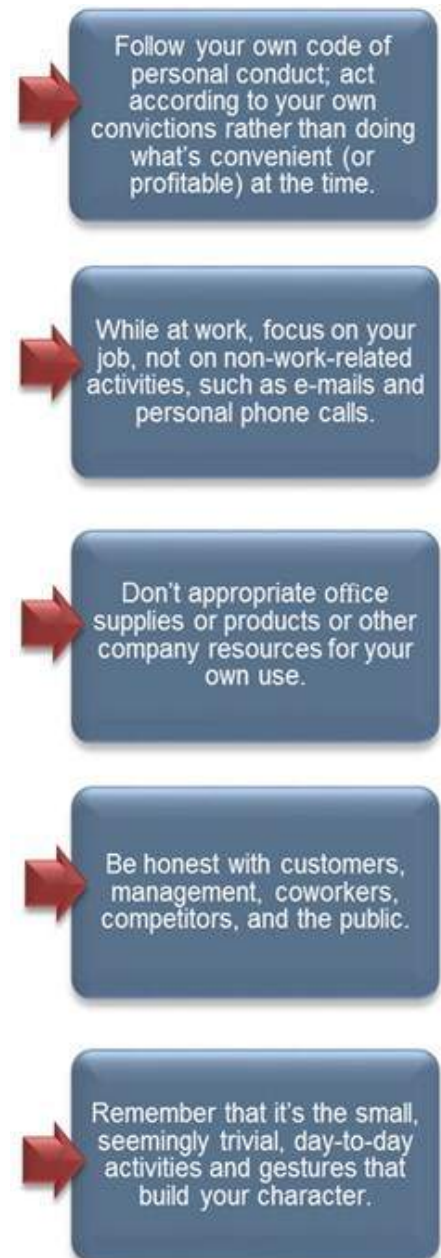 Follow your own code of
personal conduct; act
according to your own
convictions rather than doing
what's convenient (or
profitable) at the time.
While at work, focus on your
job, not on non-work-related
activities, such as e-mails and
personal phone calls.
Don't appropriate office
supplies or products or other
company resources for your
own use.
Be honest with customers,
management, coworkers,
competitors, and the public.
Remember that it's the small,
seemingly trivial, day-to-day
activities and gestures that
build your character.